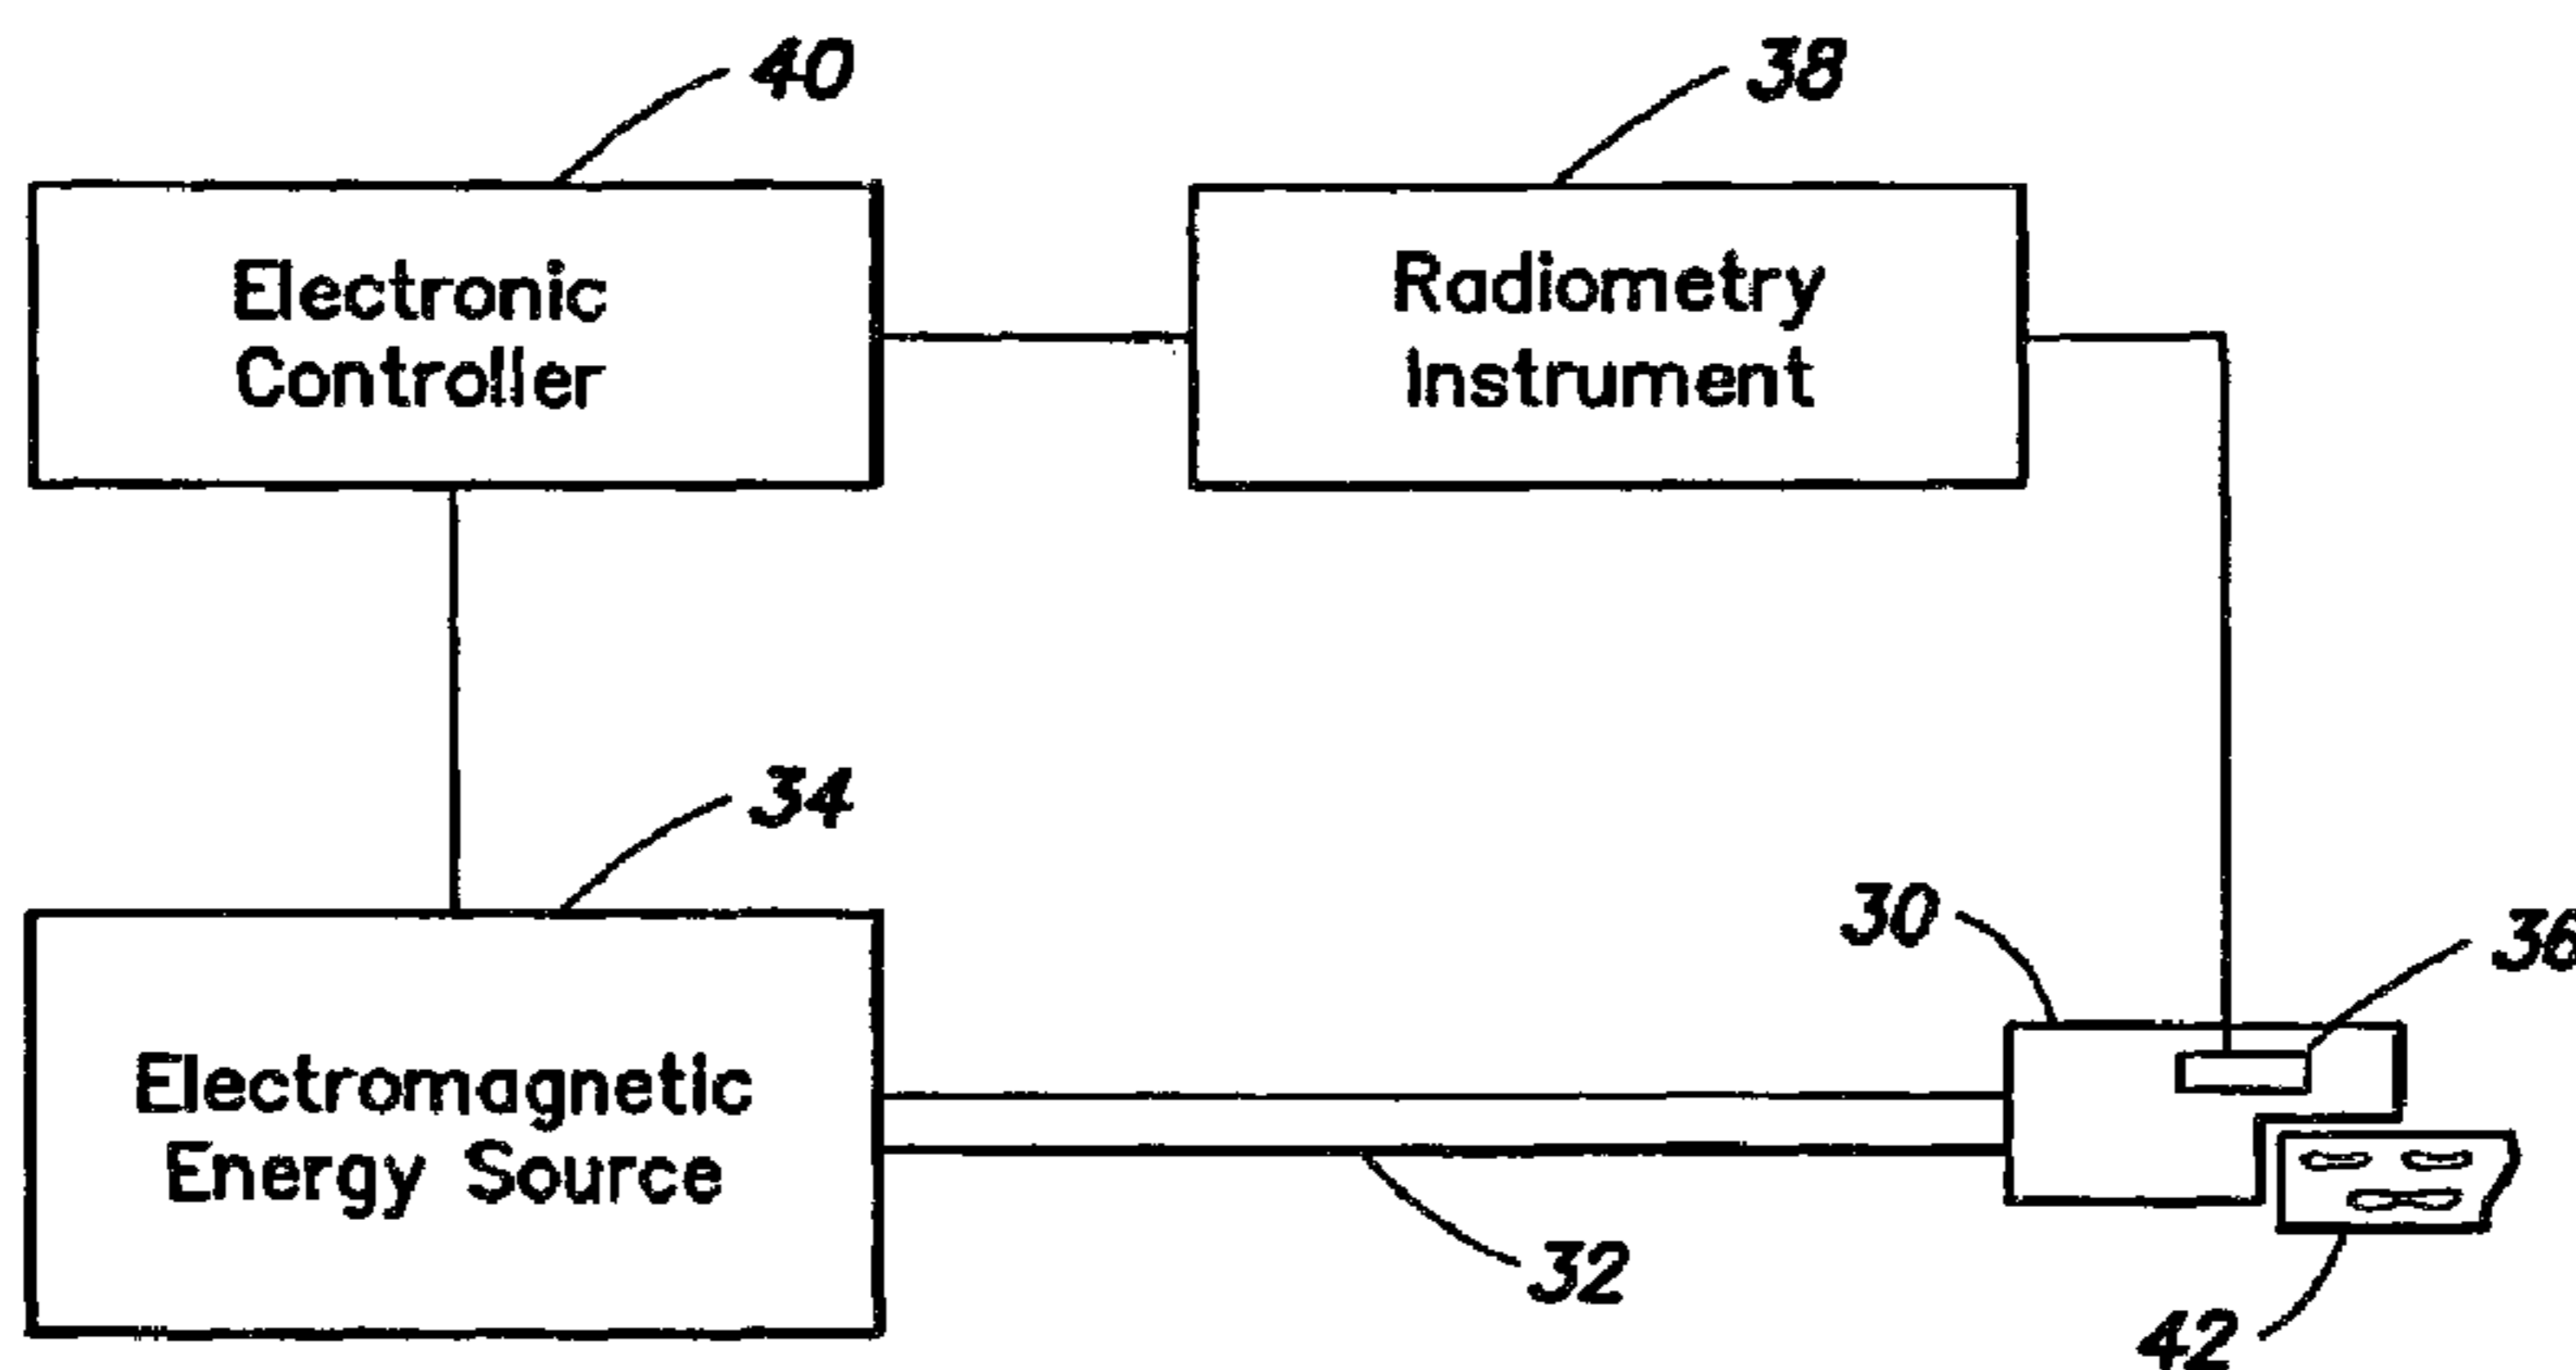 40
38
Electronic
Controller
Radiometry
Instrument
34
30
36
Electromagnetic
Energy Source
32
42